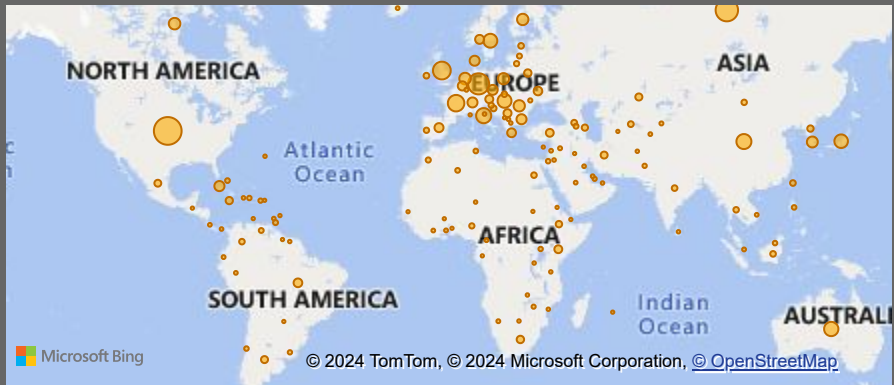 NORTH AMERICA
EUROPE
ASIA
Atlantic
Ocean
AFRICA
SOUTH AMERICA
Indian
Ocean
AUSTRALI
Microsoft Bing
© 2024 TomTom, © 2024 Microsoft Corporation, © OpenStreetMap